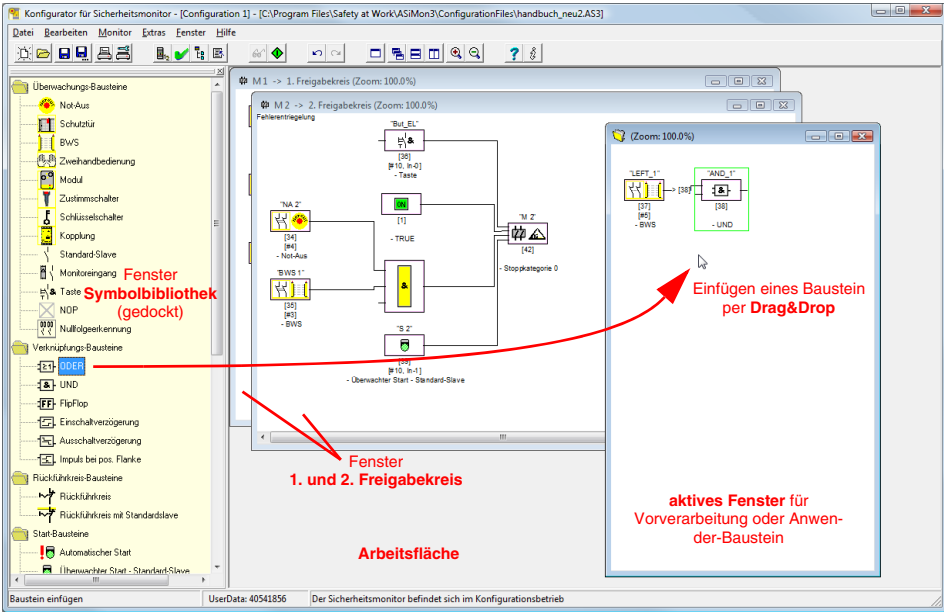 Konfigurator für Sicherheitsmonitor - [Configuration 1] - [C:\Program Files\Safety at Work\ASiMon3\ConfigurationFiles\handbuch_neu2.AS3]
Datei Bearbeiten Monitor Extras Fenster Hilfe
Überwachungs-Bausteine
Not-Aus
Schutztür
BWS
Zweihandbedienung
Modul
Zustimmschalter
Schlüsselschalter
Kopplung
Standard-Slave
Monitoreingang
Taste
NOP
Nullfolgeerkennung
Verknüpfungs-Bausteine
ODER
UND
FlipFlop
Einschaltverzögerung
Ausschaltverzögerung
Impuls bei pos. Flanke
Rückführkreis-Bausteine
Rückführkreis
Rückführkreis mit Standardslave
Start-Bausteine
Automatischer Start
Überwachter Start - Standard-Slave
Fenster
Symbolbibliothek
(gedockt)
M 1 -> 1. Freigabekreis (Zoom: 100.0%)
M 2 -> 2. Freigabekreis (Zoom: 100.0%)
Fehlerentriegelung
"But_EL"
&
[36]
[#10, In-0]
- Taste
ON
[1]
- TRUE
"NA 2"
[34]
[#4]
- Not-Aus
"BWS 1"
[35]
[#3]
- BWS
&
"S 2"
[#10, In-1]
- Überwachter Start - Standard-Slave
"M 2"
[42]
- Stoppkategorie 0
Fenster
1. und 2. Freigabekreis
Arbeitsfläche
(Zoom: 100.0%)
"LEFT_1"
[37]
[#5]
- BWS
-> [38]
"AND_1"
&
[38]
- UND
Einfügen eines Baustein
per Drag&Drop
aktives Fenster für
Vorverarbeitung oder Anwen-
der-Baustein
Baustein einfügen
UserData: 40541856
Der Sicherheitsmonitor befindet sich im Konfigurationsbetrieb